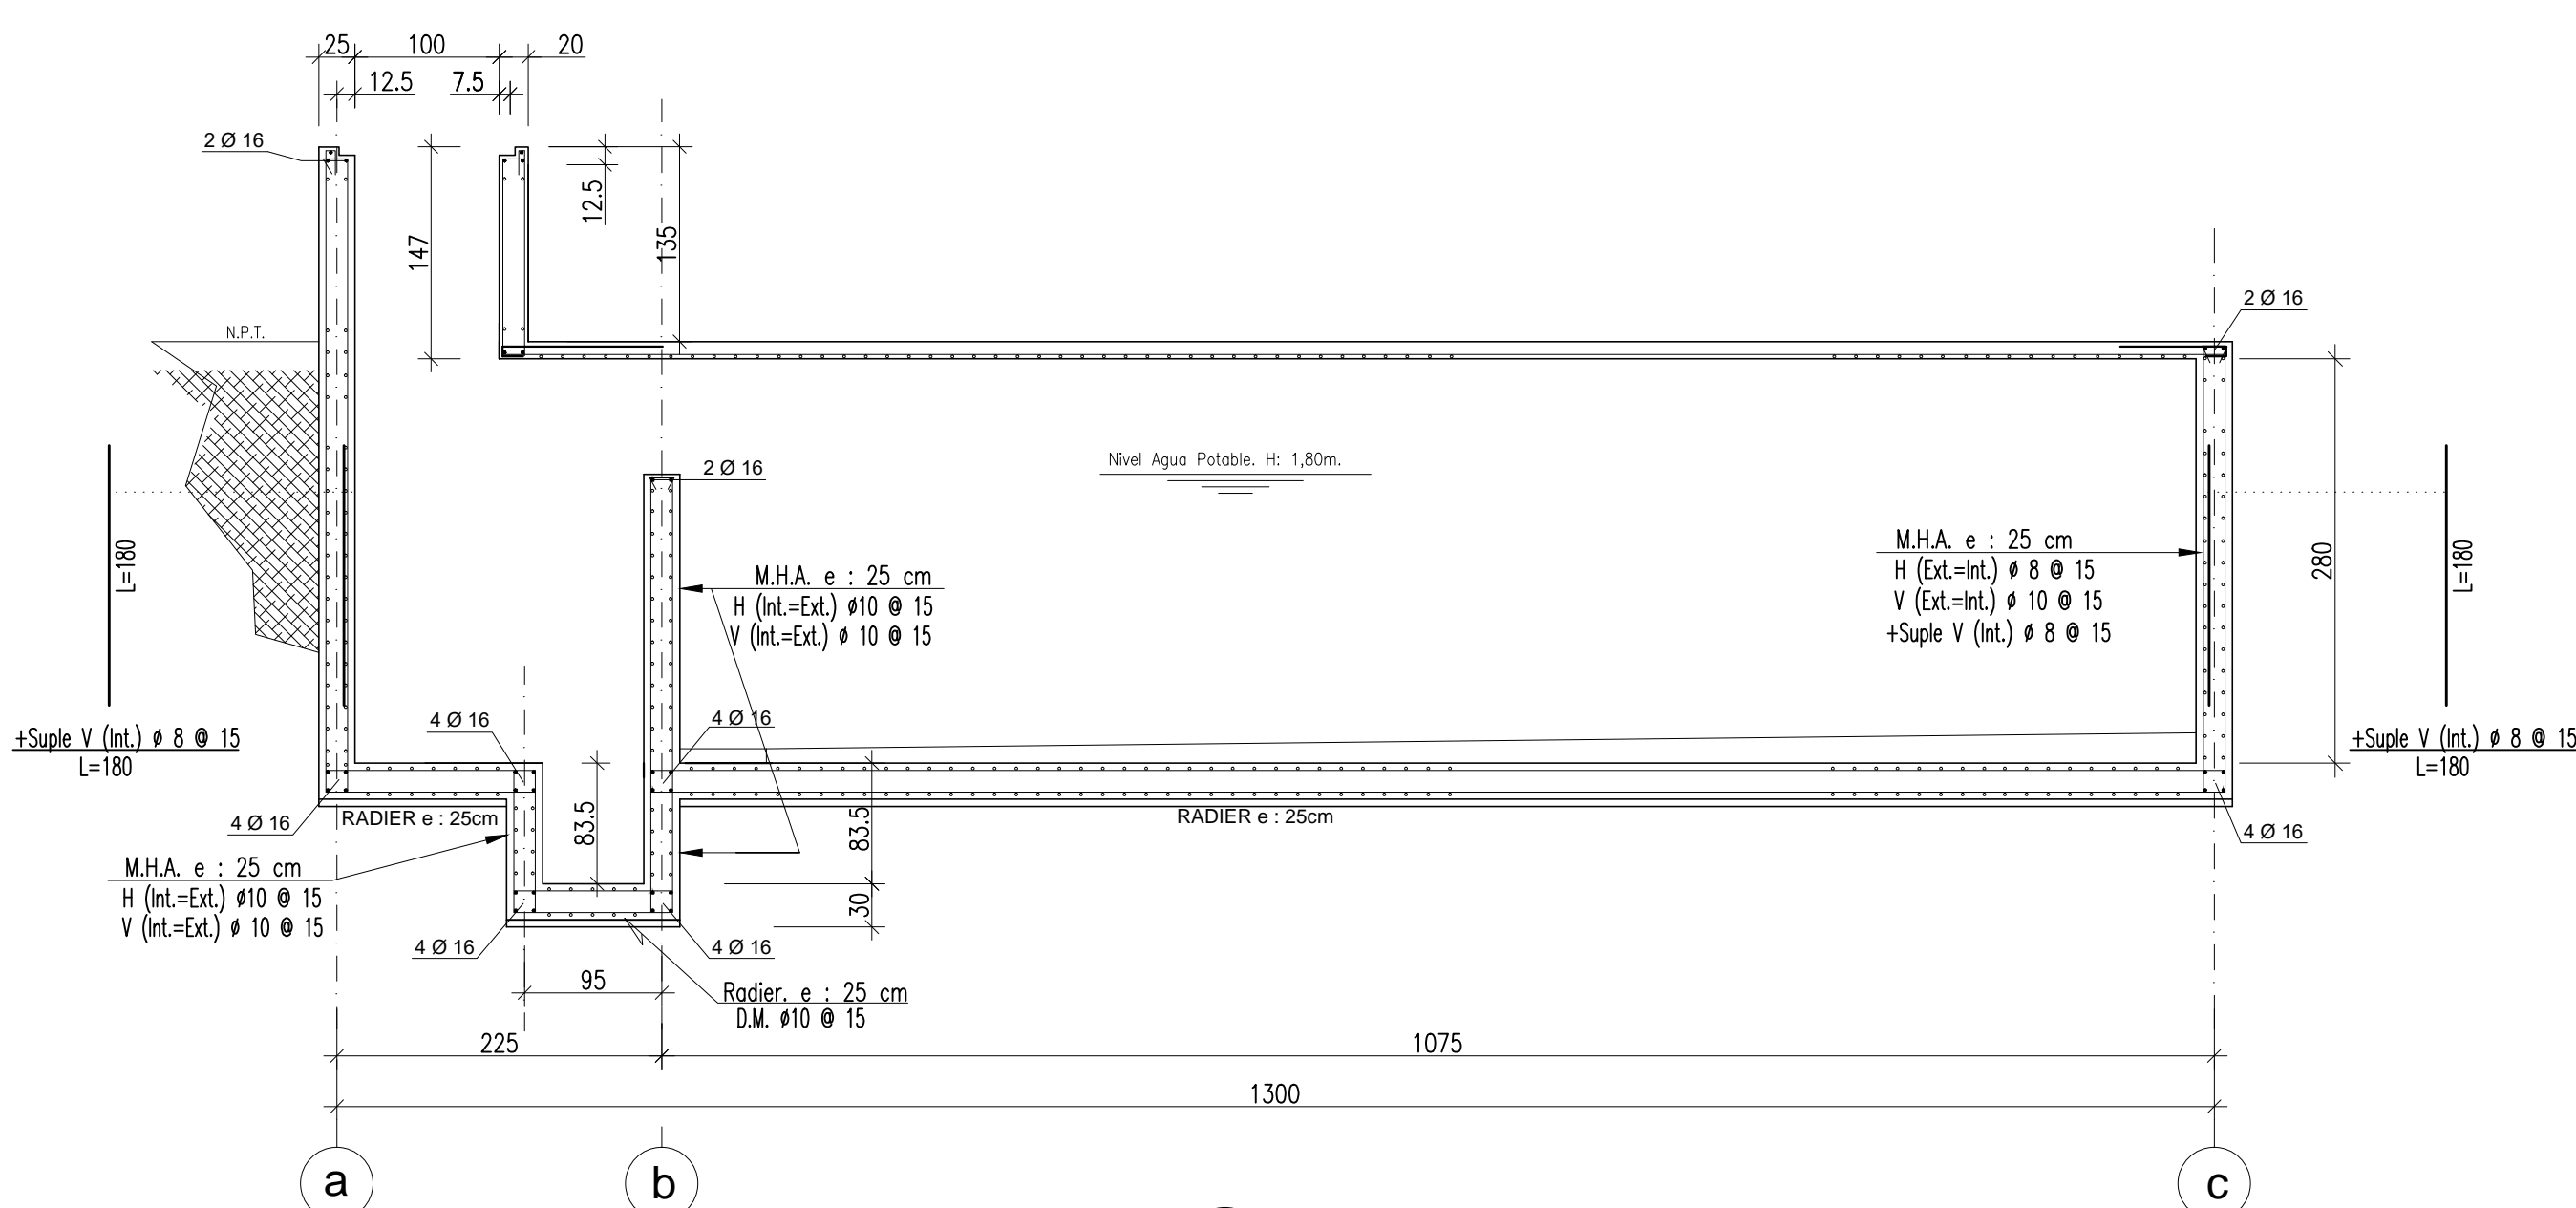 25
100
20
12.5
7.5
2 Ø 16
147
12.5
135
N.P.T.
2 Ø 16
2 Ø 16
Nivel Agua Potable. H: 1,80m.
L=180
M.H.A. e : 25 cm
H (Int.=Ext.) ø10 @ 15
V (Int.=Ext.) ø 10 @ 15
M.H.A. e : 25 cm
H (Ext.=Int.) ø 8 @ 15
V (Ext.=Int.) ø 10 @ 15
+Suple V (Int.) ø 8 @ 15
280
L=180
+Suple V (Int.) ø 8 @ 15
L=180
4 Ø 16
4 Ø 16
+Suple V (Int.) ø 8 @ 15
L=180
4 Ø 16
RADIER e : 25cm
83.5
83.5
RADIER e : 25cm
4 Ø 16
M.H.A. e : 25 cm
H (Int.=Ext.) ø10 @ 15
V (Int.=Ext.) ø 10 @ 15
30
4 Ø 16
4 Ø 16
95
Radier. e : 25 cm
D.M. ø10 @ 15
225
1075
1300
a
b
c